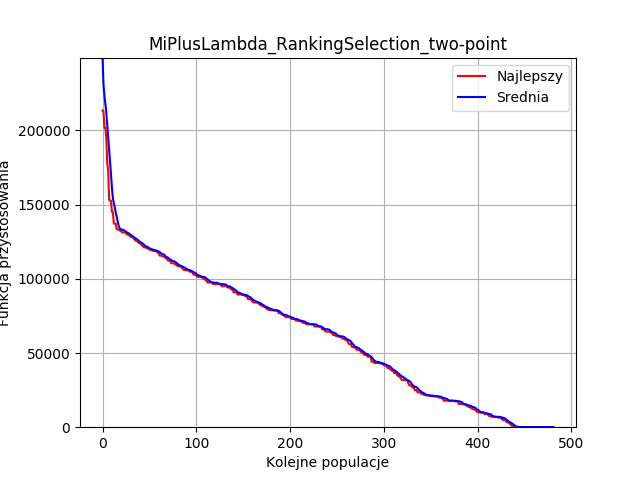 MiPlusLambda_RankingSelection_two-point
Najlepszy
Srednia
Funkcja przystosowania
200000
150000
100000
50000
0
0 100 200 300 400 500
Kolejne populacje